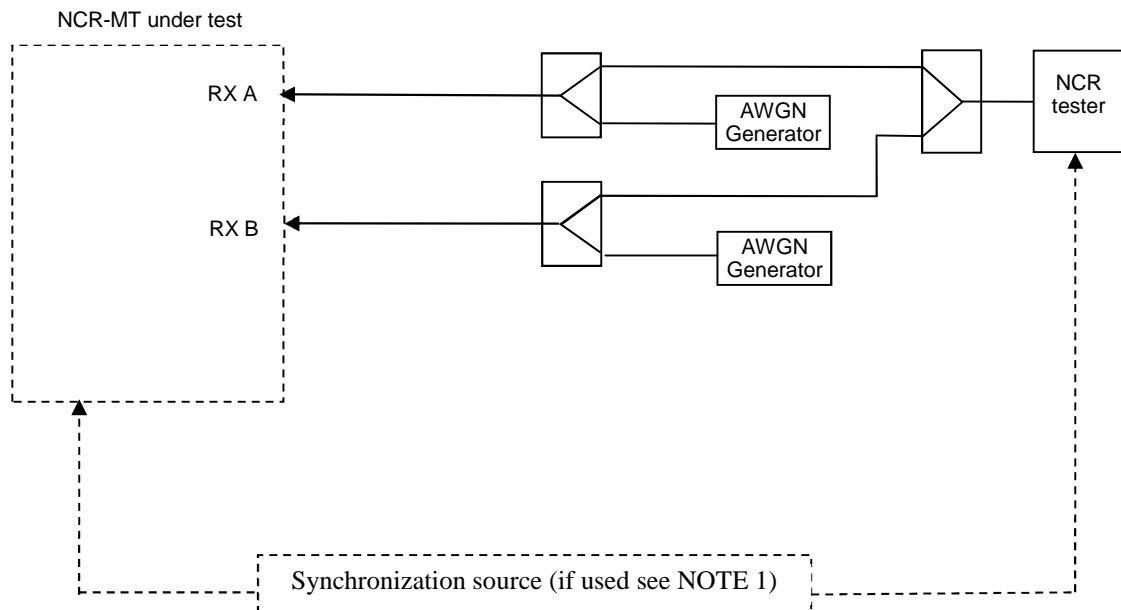 NCR-MT under test
RX A
AWGN
Generator
NCR
tester
RX B
AWGN
Generator
Synchronization source (if used see NOTE 1)